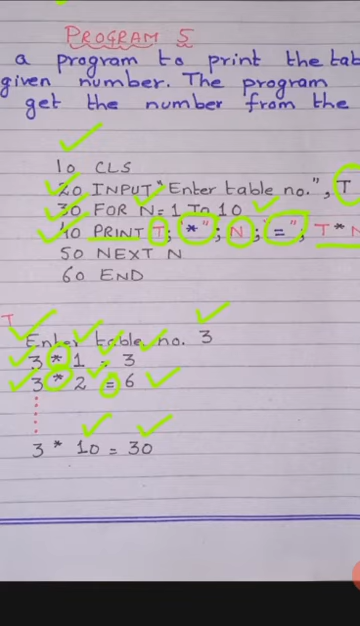 PROGRAM 5
a program to print the tab
given number. The program
get the number from the
10 CLS
20 INPUT "Enter table no.", T
30 FOR N=1 To 10
40 PRINT T; "*"; N; "="; T*N
50 NEXT N
60 END
T
Enter table no. 3
3 * 1 = 3
3 * 2 = 6
3 * 10 = 30